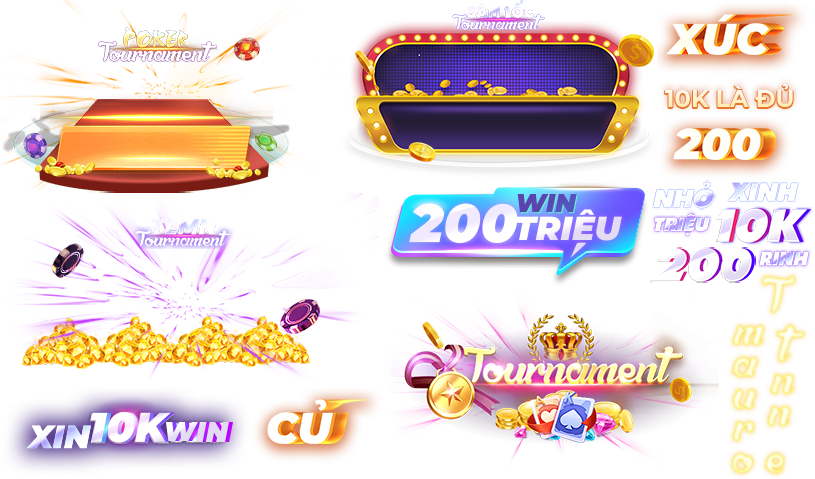 POKER
Tournament
Tournament
XÚC
10K LÀ ĐỦ
200
WIN
200TRIỆU
NHỎ
XINH
TRIỆU
10K
200
RINH
Tournament
XIN10KWIN
CỦ
Tournament
T
t
m
n
a
n
u
e
r
o